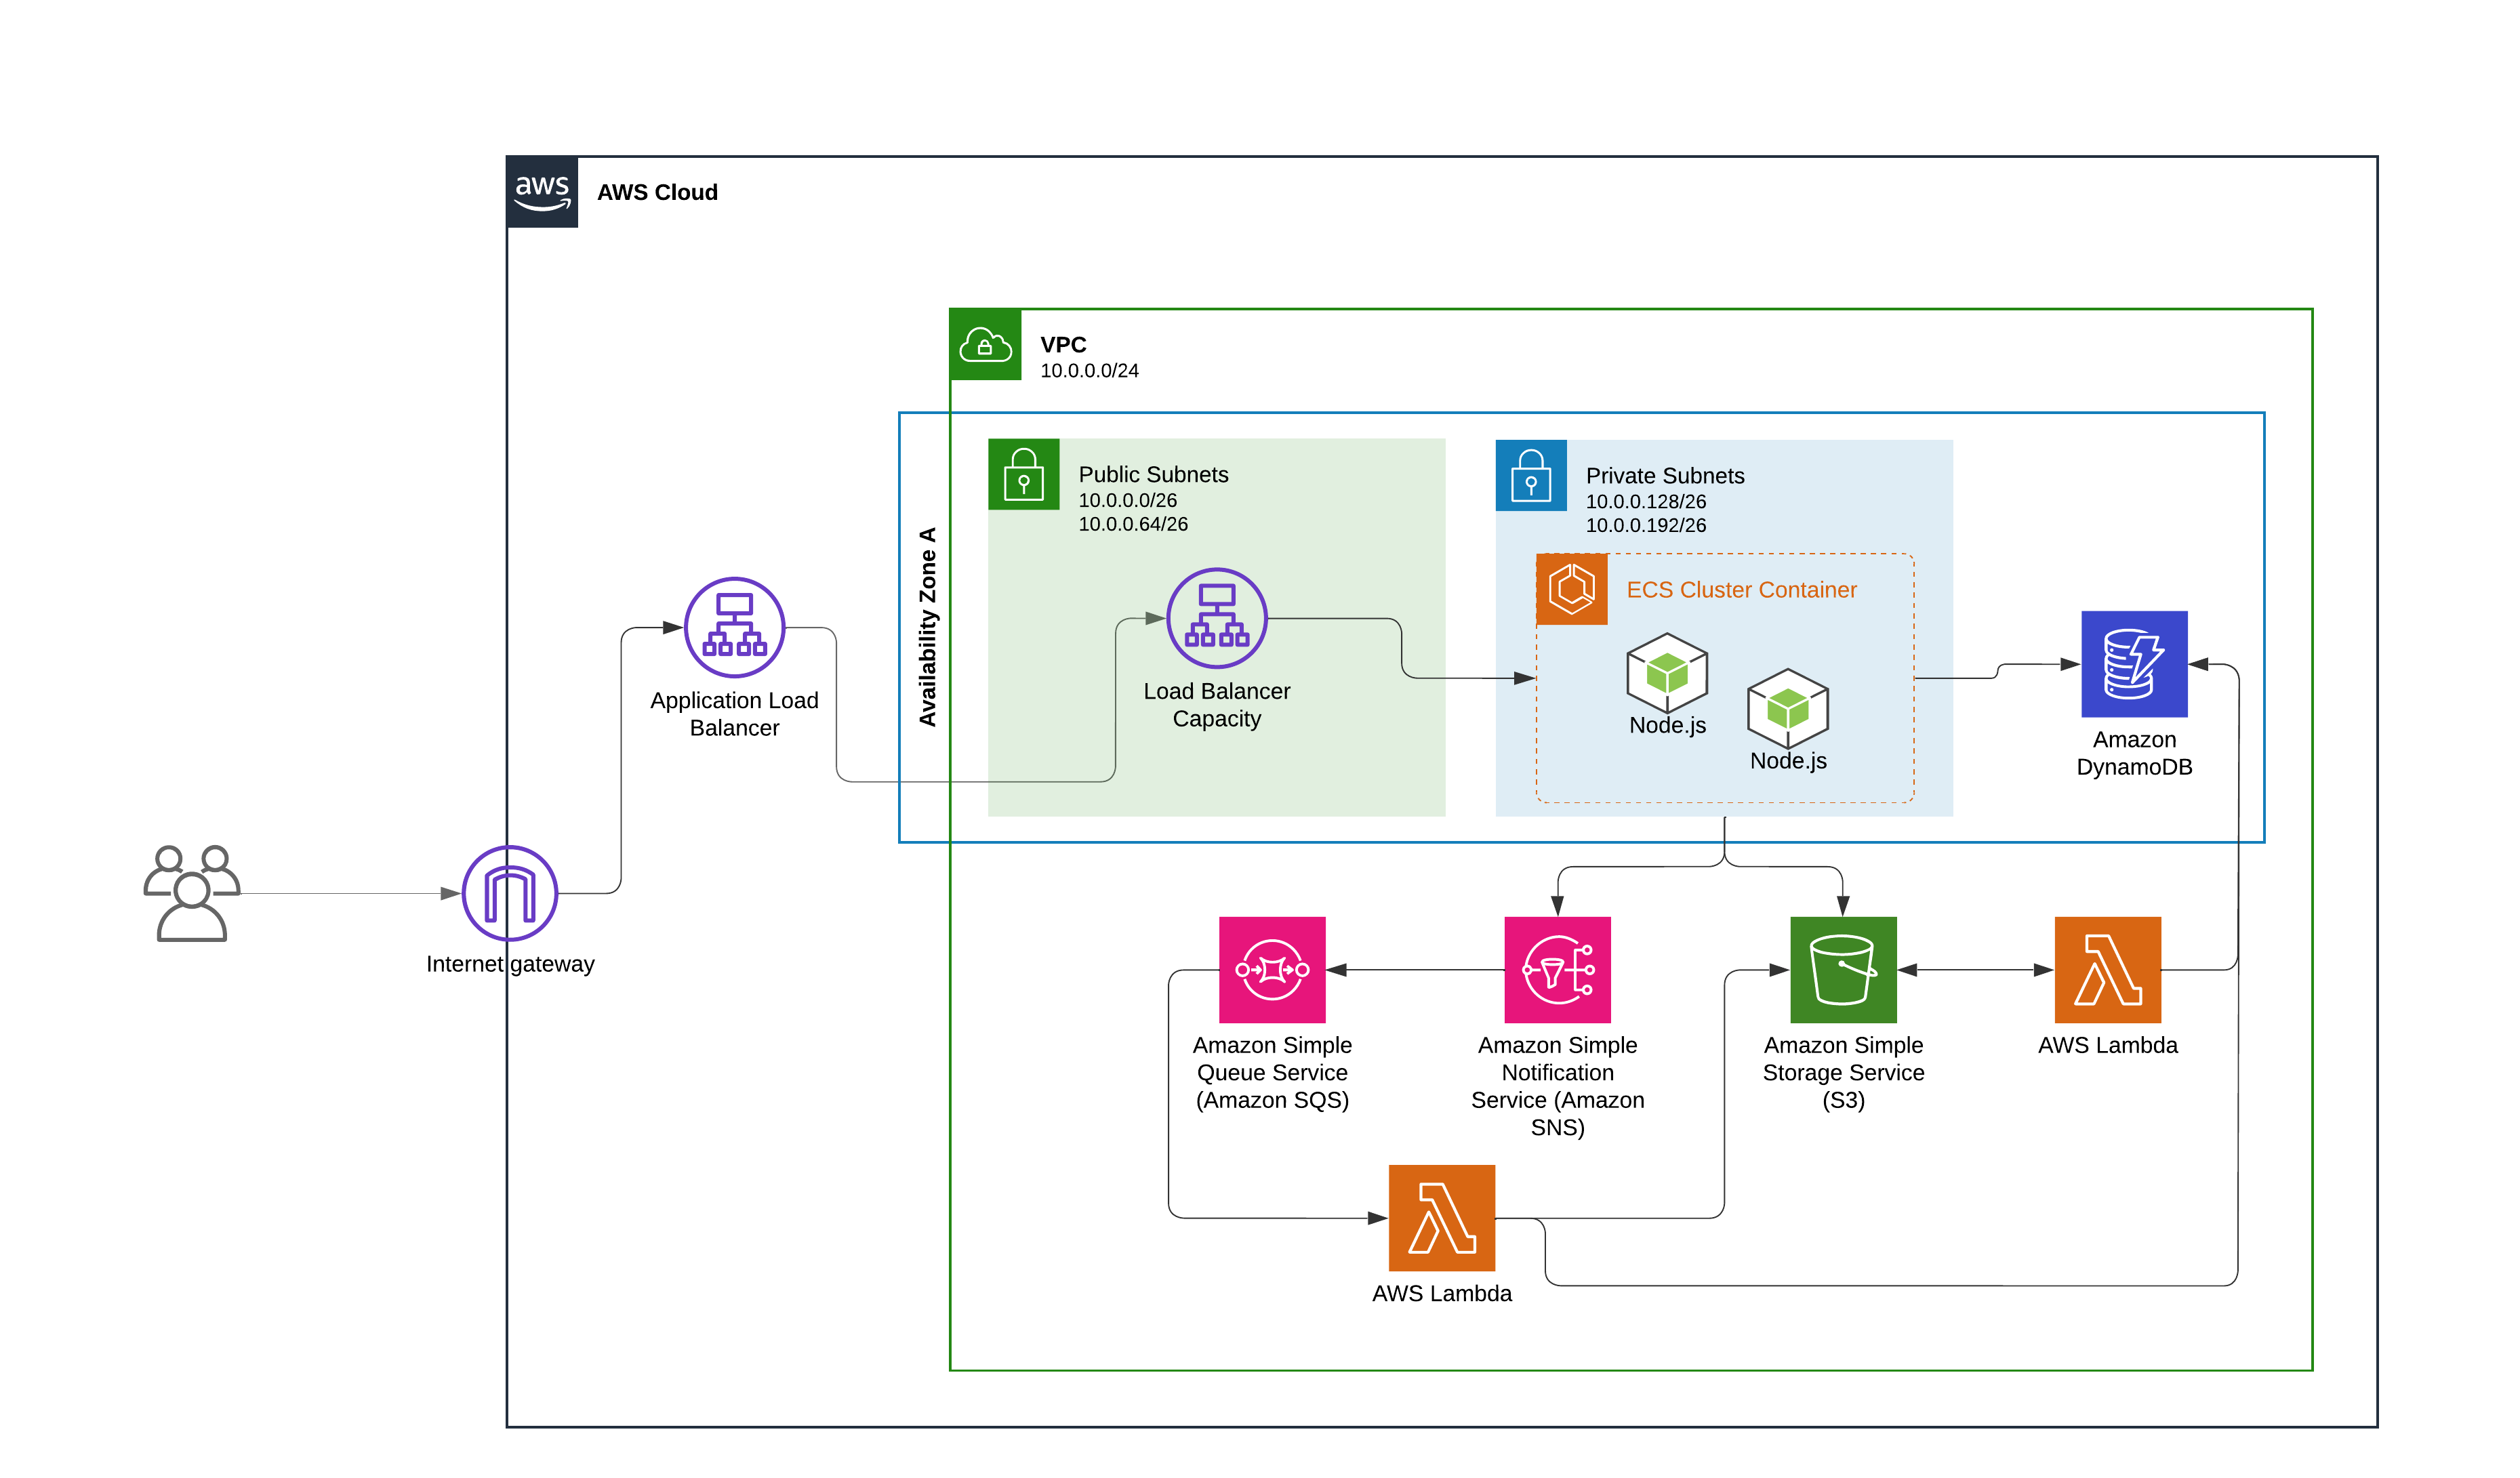 aws
AWS Cloud
VPC
10.0.0.0/24
Availability Zone A
Public Subnets
10.0.0.0/26
10.0.0.64/26
Private Subnets
10.0.0.128/26
10.0.0.192/26
ECS Cluster Container
Node.js
Node.js
Load Balancer
Capacity
Application Load
Balancer
Amazon
DynamoDB
Internet gateway
Amazon Simple
Queue Service
(Amazon SQS)
Amazon Simple
Notification
Service (Amazon
SNS)
Amazon Simple
Storage Service
(S3)
AWS Lambda
AWS Lambda